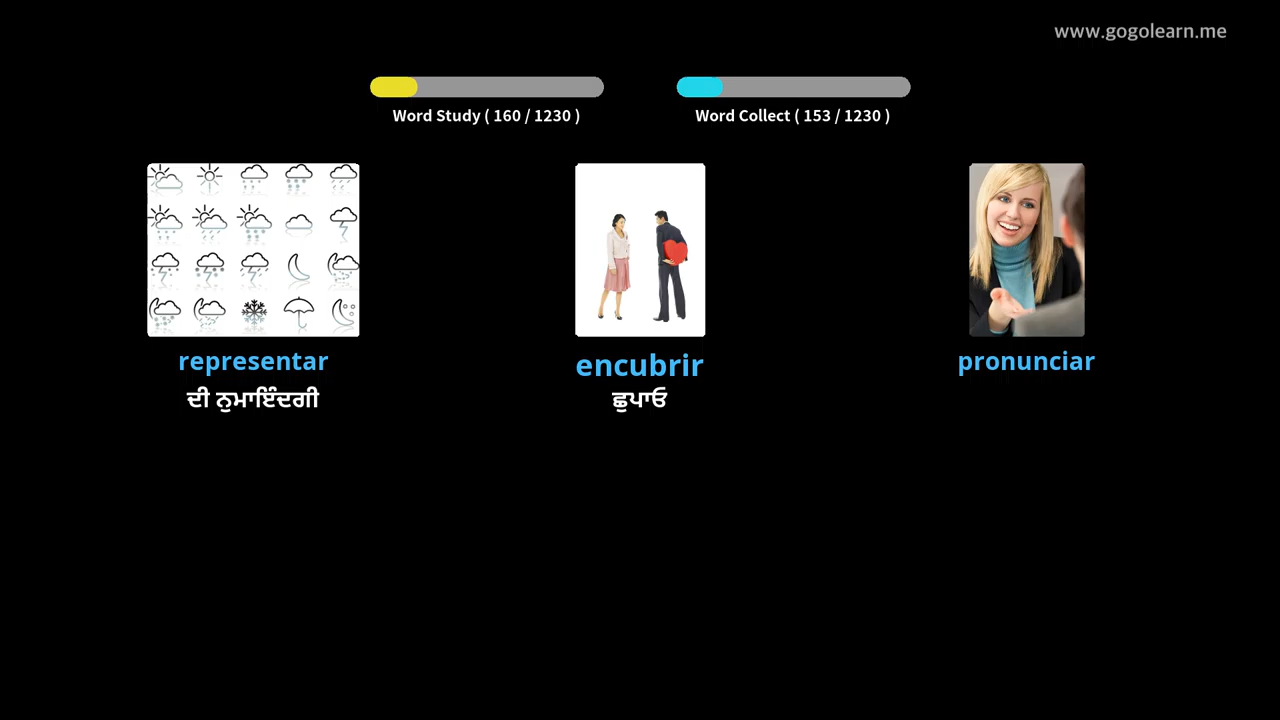 www.gogolearn.me
Word Study ( 160 / 1230 )
Word Collect ( 153 / 1230 )
representar
encubrir
pronunciar
ਦੀ ਨੁਮਾਇੰਦਗੀ
ਛੁਪਾਓ